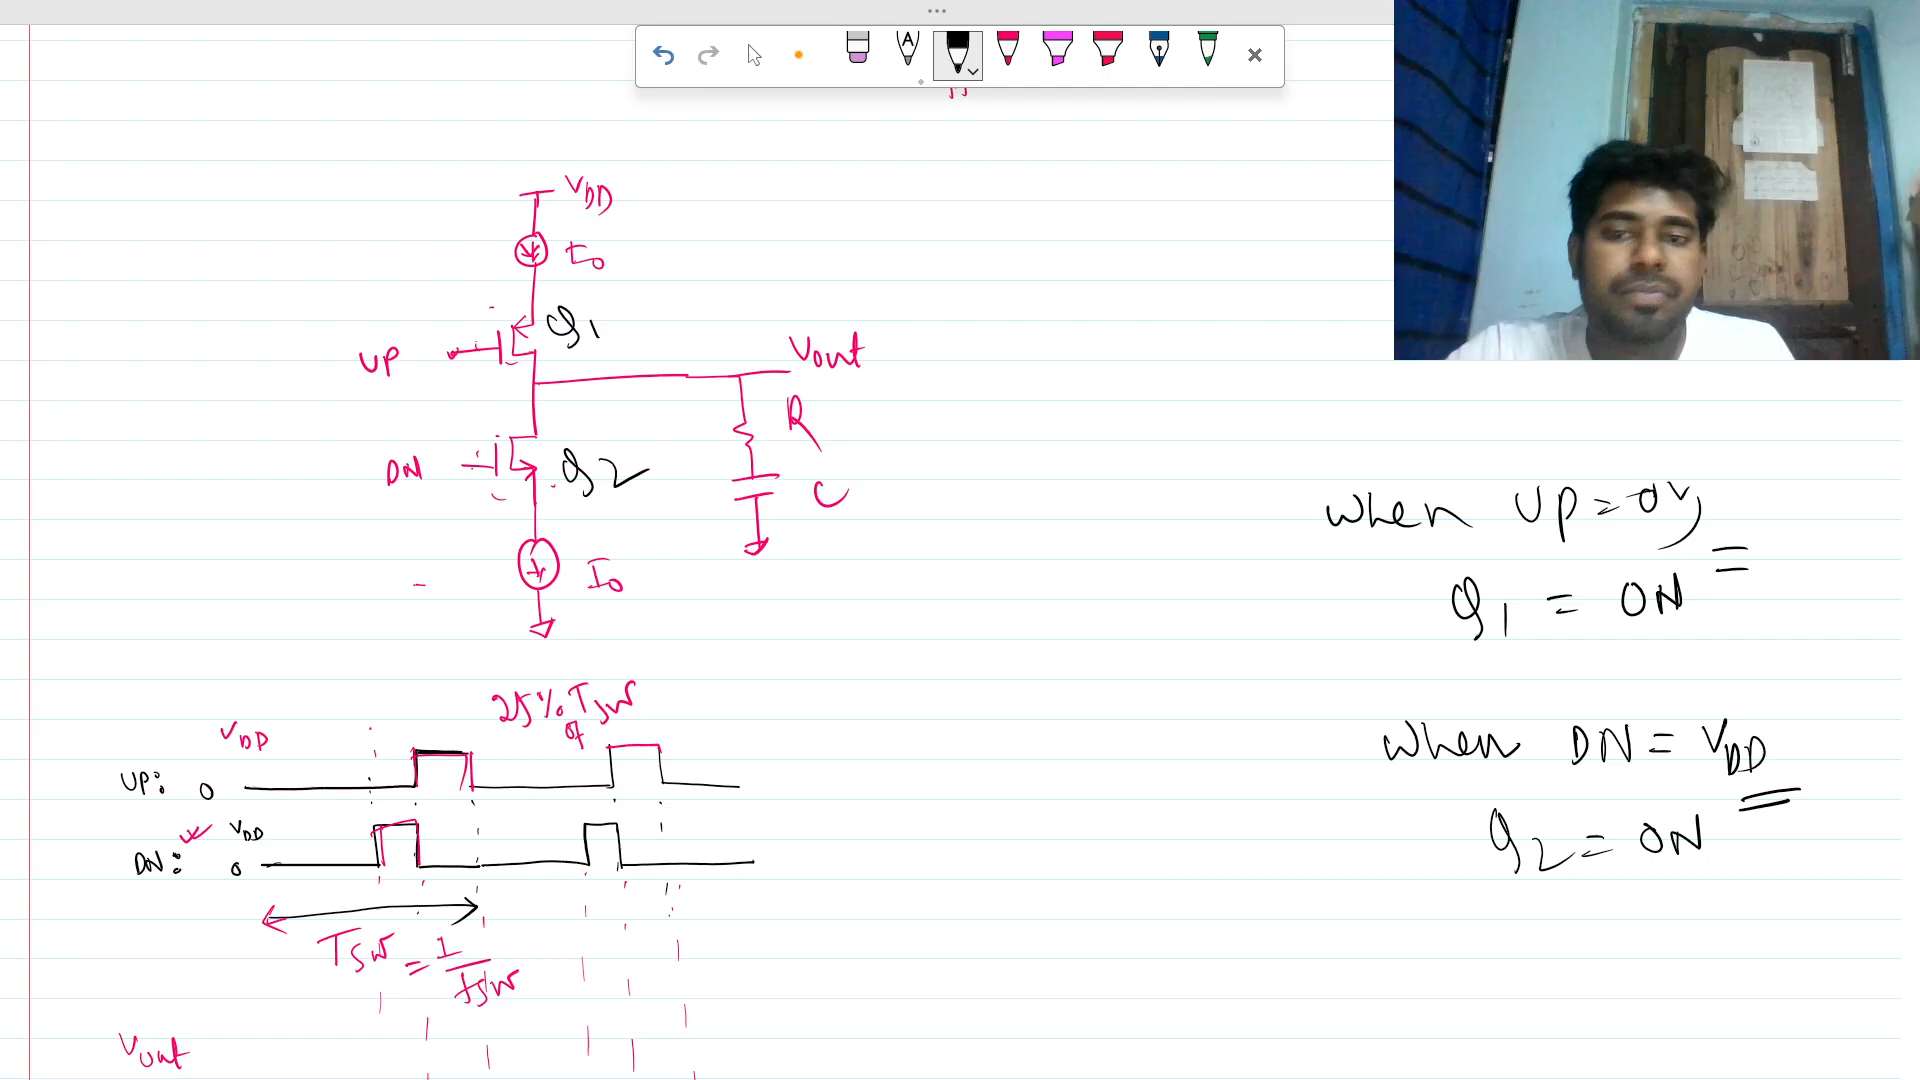 VDD
I0
Q1
UP
Vout
R
DN
Q2
C
I0
When UP = 0V,
Q1 = ON
25% of Tsw
VDD
UP: 0
When DN = VDD
VDD
DN: 0
Q2 = ON
Tsw = 1/fsw
Vout